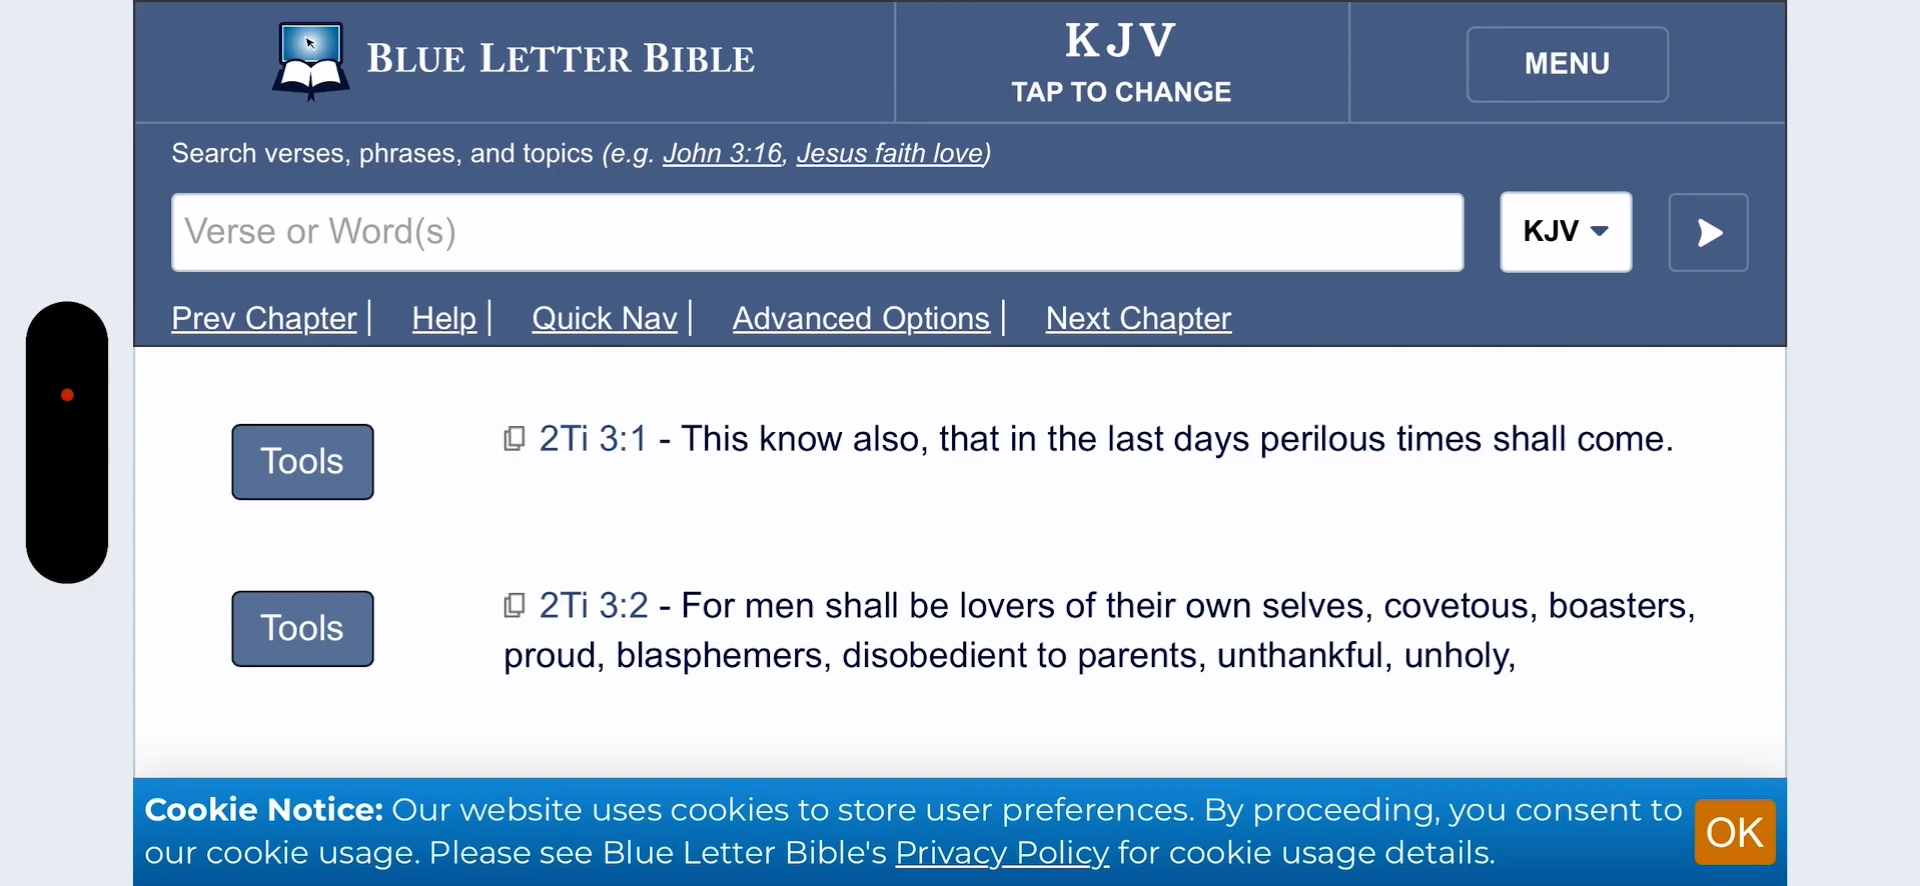 BLUE LETTER BIBLE
KJV
TAP TO CHANGE
MENU
Search verses, phrases, and topics (e.g. John 3:16, Jesus faith love)
Verse or Word(s)
KJV
Prev Chapter | Help | Quick Nav | Advanced Options | Next Chapter
Tools
2Ti 3:1 - This know also, that in the last days perilous times shall come.
Tools
2Ti 3:2 - For men shall be lovers of their own selves, covetous, boasters,
proud, blasphemers, disobedient to parents, unthankful, unholy,
Cookie Notice: Our website uses cookies to store user preferences. By proceeding, you consent to
our cookie usage. Please see Blue Letter Bible's Privacy Policy for cookie usage details.
OK